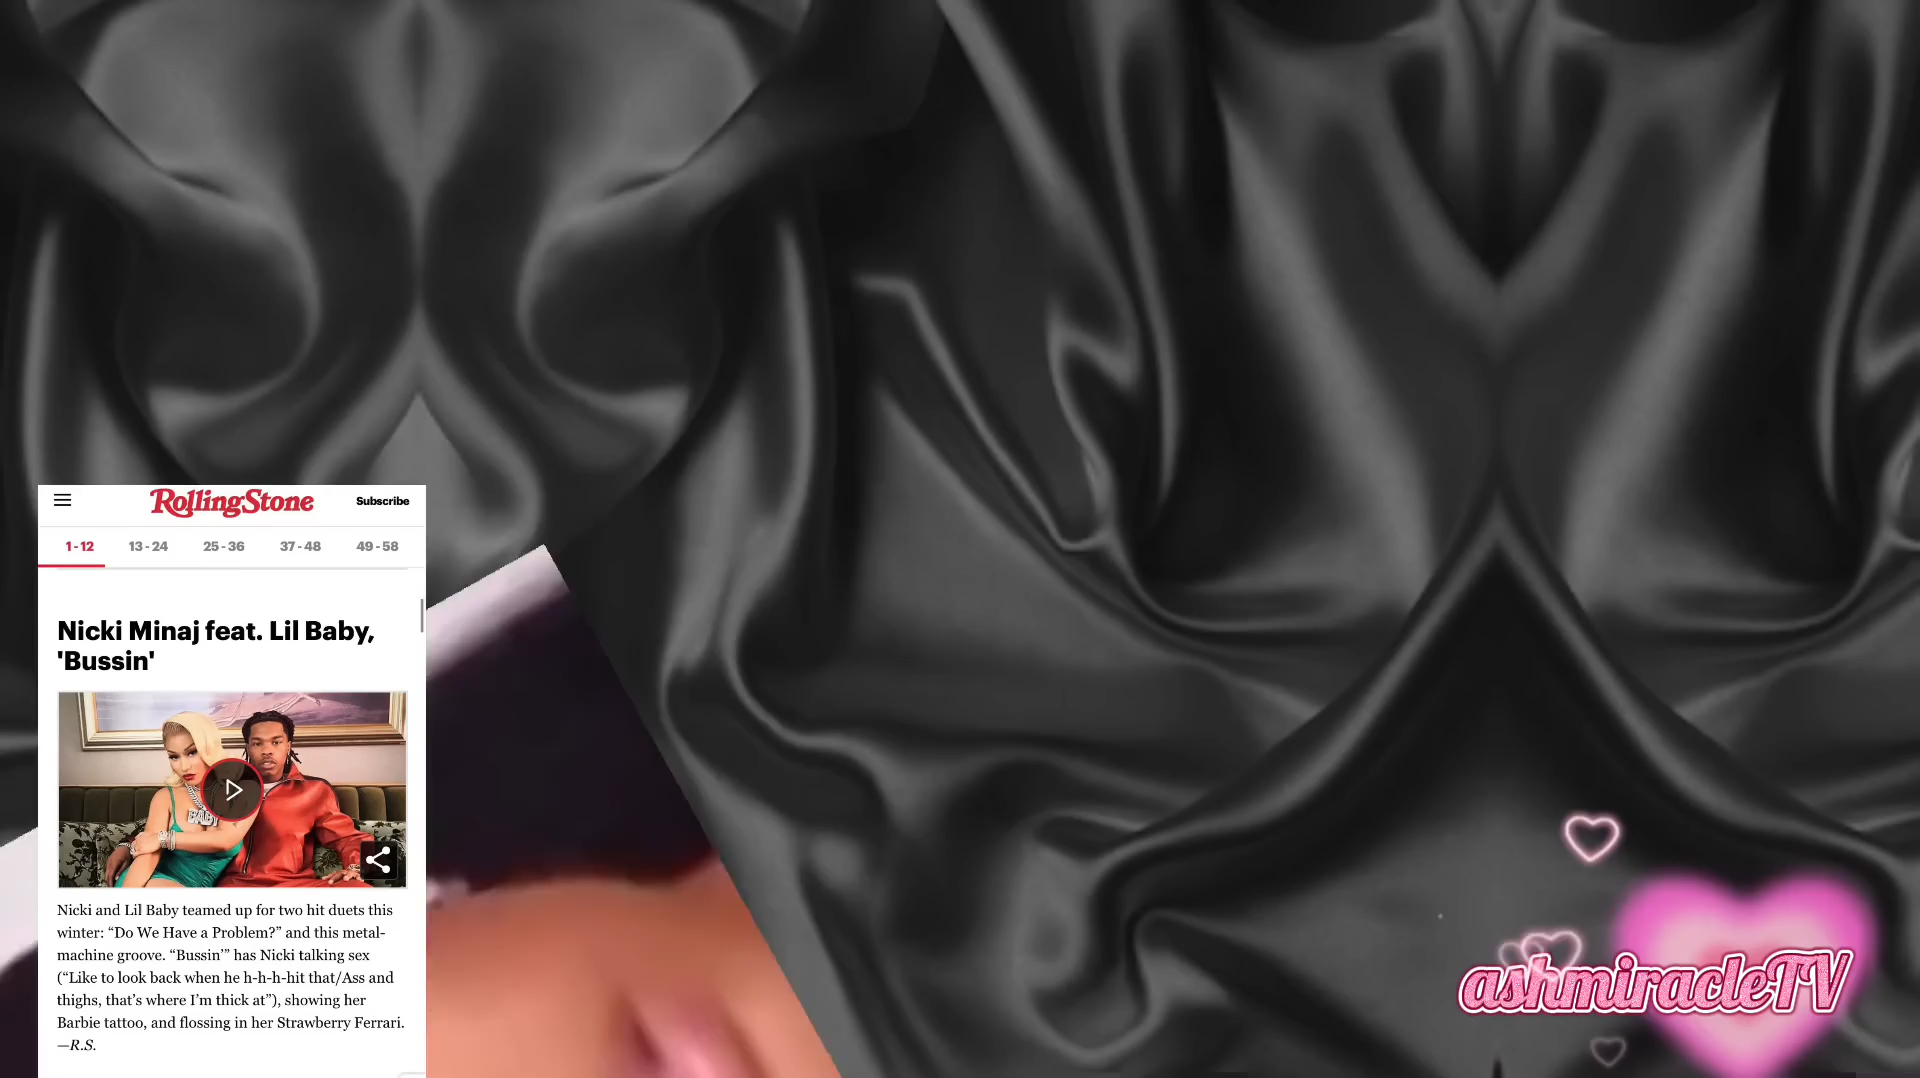 RollingStone
Subscribe
1 - 12 13 - 24 25 - 36 37 - 48 49 - 58
Nicki Minaj feat. Lil Baby,
'Bussin'
BABY
Nicki and Lil Baby teamed up for two hit duets this
winter: “Do We Have a Problem?” and this metal-
machine groove. “Bussin’” has Nicki talking sex
(“Like to look back when he h-h-h-hit that/Ass and
thighs, that’s where I’m thick at”), showing her
Barbie tattoo, and flossing in her Strawberry Ferrari.
—R.S.
ashmiracleTV